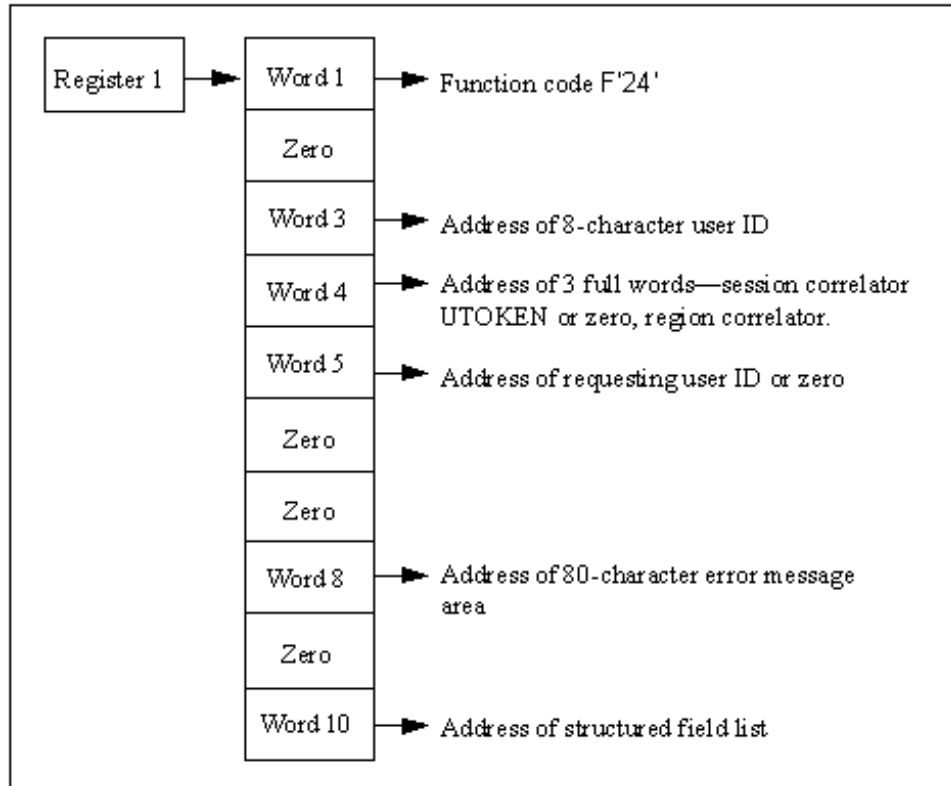 Register 1
Word 1
Function code F'24'
Zero
Word 3
Address of 8-character user ID
Word 4
Address of 3 full words—session correlator
UTOKEN or zero, region correlator.
Word 5
Address of requesting user ID or zero
Zero
Zero
Word 8
Address of 80-character error message
area
Zero
Word 10
Address of structured field list